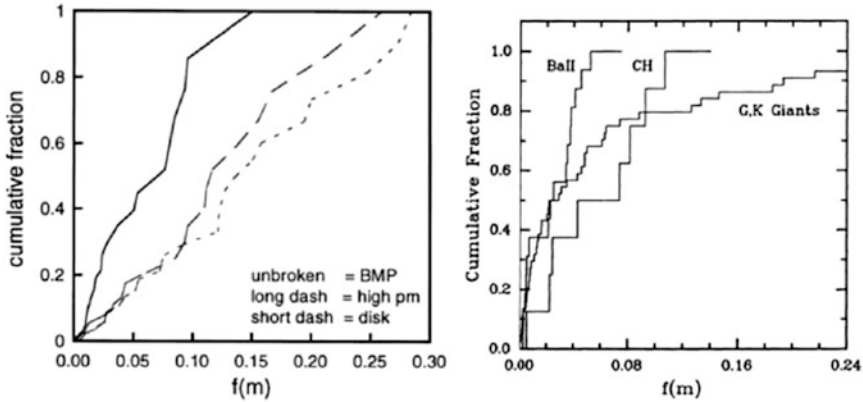 cumulative fraction
1
0.8
0.6
0.4
0.2
0
0.00 0.05 0.10 0.15 0.20 0.25 0.30
f(m)
unbroken = BMP
long dash = high pm
short dash = disk
Cumulative Fraction
1.0
0.8
0.6
0.4
0.2
0.0
0.00 0.08 0.16 0.24
f(m)
BaII
CH
G,K Giants